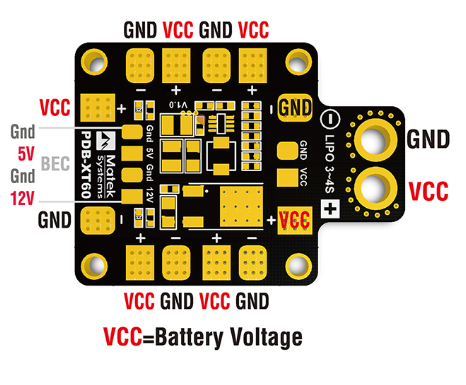 GND VCC GND VCC
− + − +
VCC + V1.0 − GND
Gnd Gnd
5V 5V
BEC
Gnd Gnd
12V 12V
GND −
Matek
Systems
PDB-XT60
GND
VCC
+ VCC
− LIPO 3~4S +
GND
VCC
+ − + −
VCC GND VCC GND
VCC=Battery Voltage